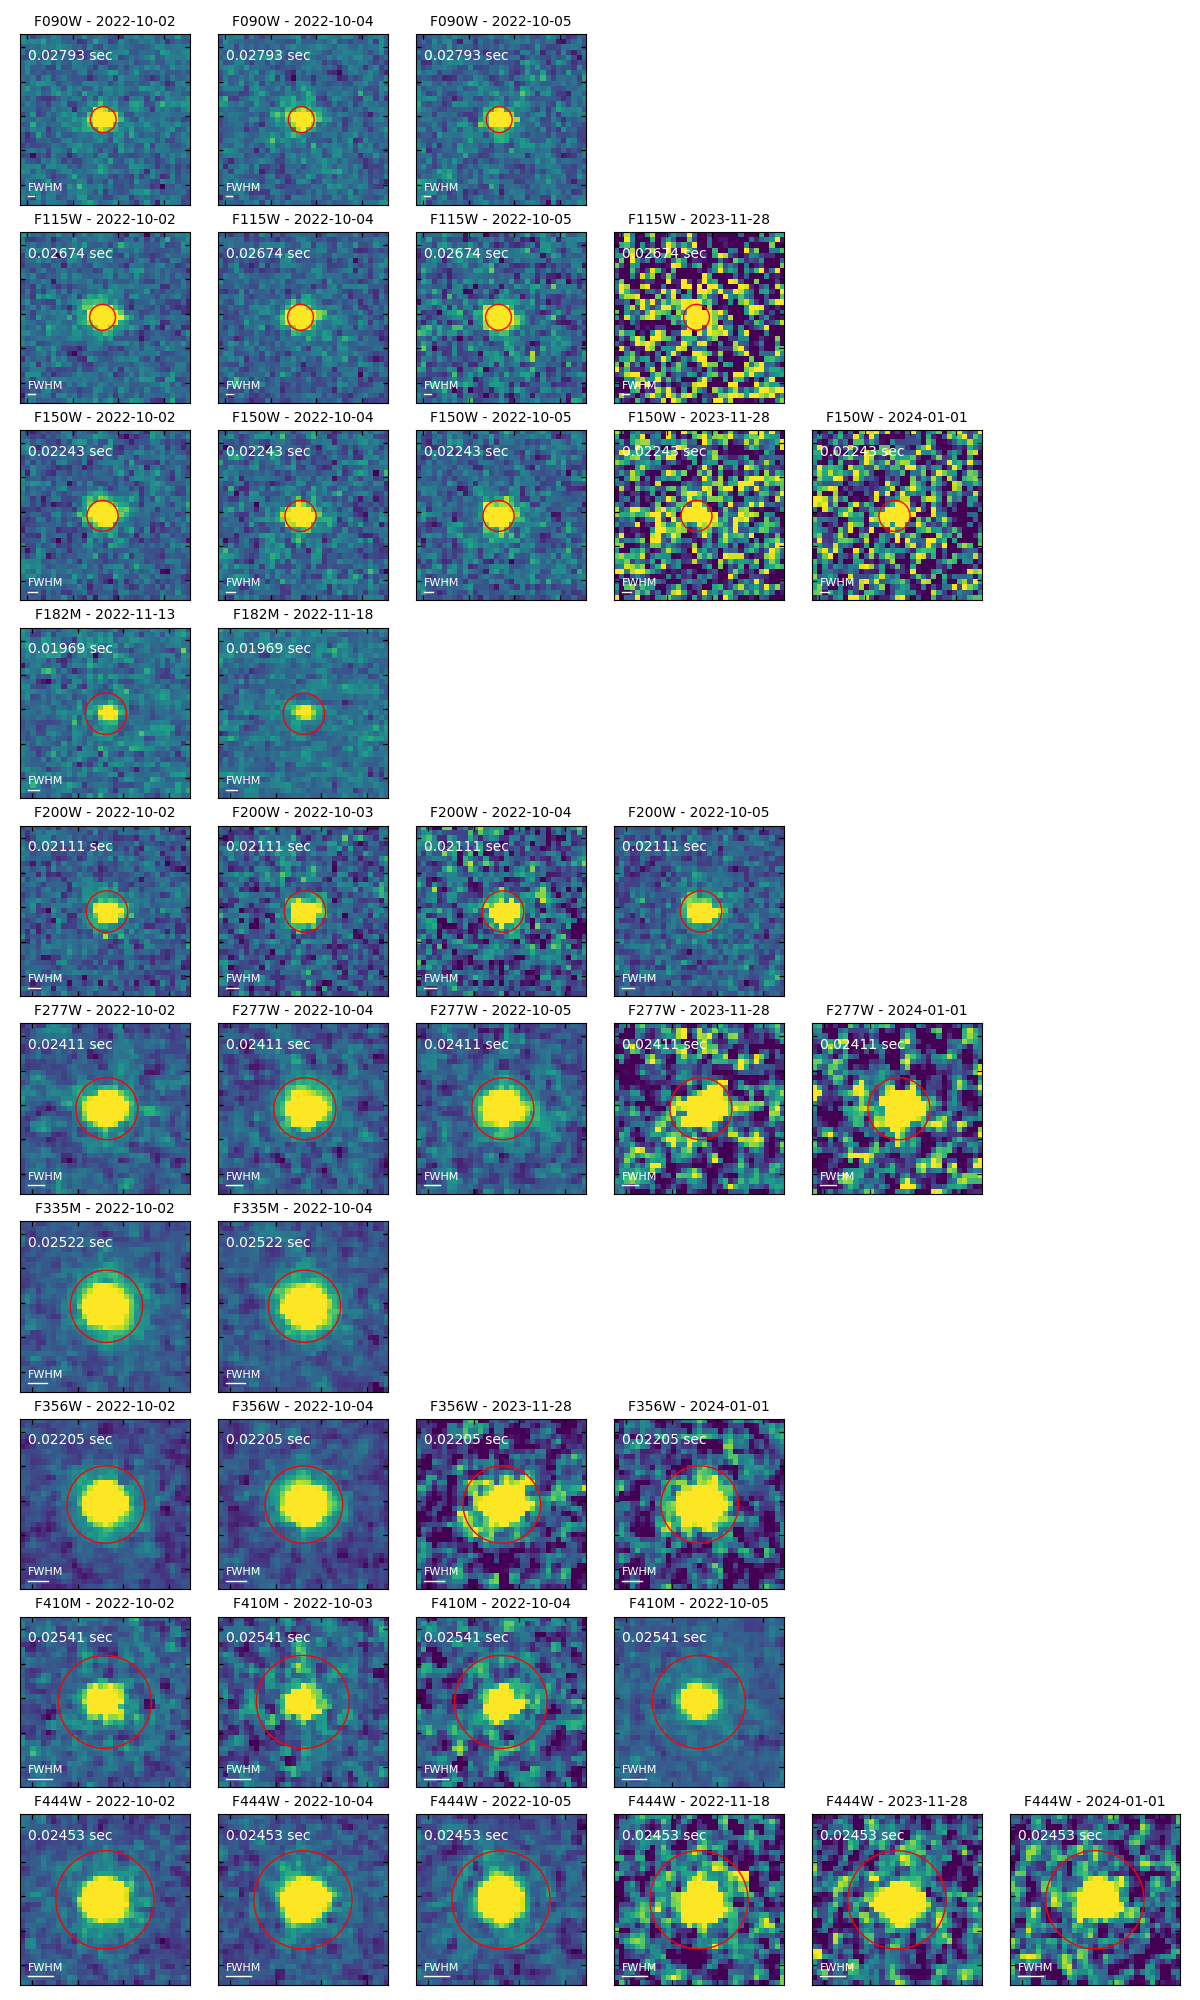 F090W - 2022-10-02 F090W - 2022-10-04 F090W - 2022-10-05
0.02793 sec 0.02793 sec 0.02793 sec
FWHM FWHM FWHM
F115W - 2022-10-02 F115W - 2022-10-04 F115W - 2022-10-05 F115W - 2023-11-28
0.02674 sec 0.02674 sec 0.02674 sec 0.02674 sec
FWHM FWHM FWHM FWHM
F150W - 2022-10-02 F150W - 2022-10-04 F150W - 2022-10-05 F150W - 2023-11-28 F150W - 2024-01-01
0.02243 sec 0.02243 sec 0.02243 sec 0.02243 sec 0.02243 sec
FWHM FWHM FWHM FWHM FWHM
F182M - 2022-11-13 F182M - 2022-11-18
0.01969 sec 0.01969 sec
FWHM FWHM
F200W - 2022-10-02 F200W - 2022-10-03 F200W - 2022-10-04 F200W - 2022-10-05
0.02111 sec 0.02111 sec 0.02111 sec 0.02111 sec
FWHM FWHM FWHM FWHM
F277W - 2022-10-02 F277W - 2022-10-04 F277W - 2022-10-05 F277W - 2023-11-28 F277W - 2024-01-01
0.02411 sec 0.02411 sec 0.02411 sec 0.02411 sec 0.02411 sec
FWHM FWHM FWHM FWHM FWHM
F335M - 2022-10-02 F335M - 2022-10-04
0.02522 sec 0.02522 sec
FWHM FWHM
F356W - 2022-10-02 F356W - 2022-10-04 F356W - 2023-11-28 F356W - 2024-01-01
0.02205 sec 0.02205 sec 0.02205 sec 0.02205 sec
FWHM FWHM FWHM FWHM
F410M - 2022-10-02 F410M - 2022-10-03 F410M - 2022-10-04 F410M - 2022-10-05
0.02541 sec 0.02541 sec 0.02541 sec 0.02541 sec
FWHM FWHM FWHM FWHM
F444W - 2022-10-02 F444W - 2022-10-04 F444W - 2022-10-05 F444W - 2022-11-18 F444W - 2023-11-28 F444W - 2024-01-01
0.02453 sec 0.02453 sec 0.02453 sec 0.02453 sec 0.02453 sec 0.02453 sec
FWHM FWHM FWHM FWHM FWHM FWHM